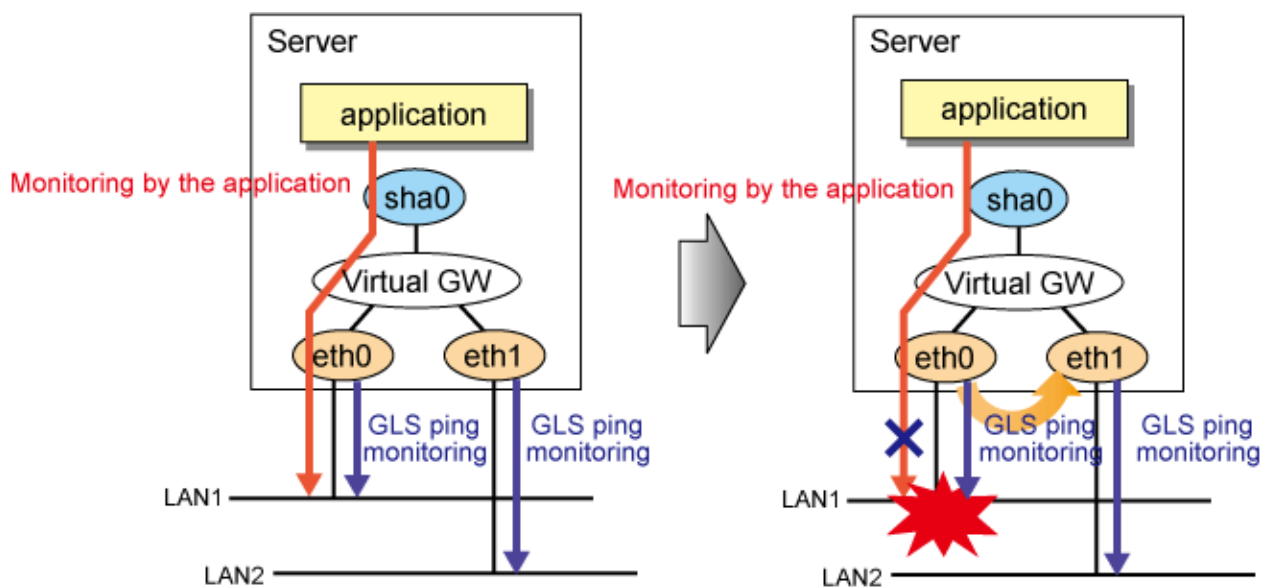 Server
application
Monitoring by the application
sha0
Virtual GW
eth0
eth1
GLS ping
monitoring
GLS ping
monitoring
LAN1
LAN2
Server
application
Monitoring by the application
sha0
Virtual GW
eth0
eth1
GLS ping
monitoring
GLS ping
monitoring
LAN1
LAN2